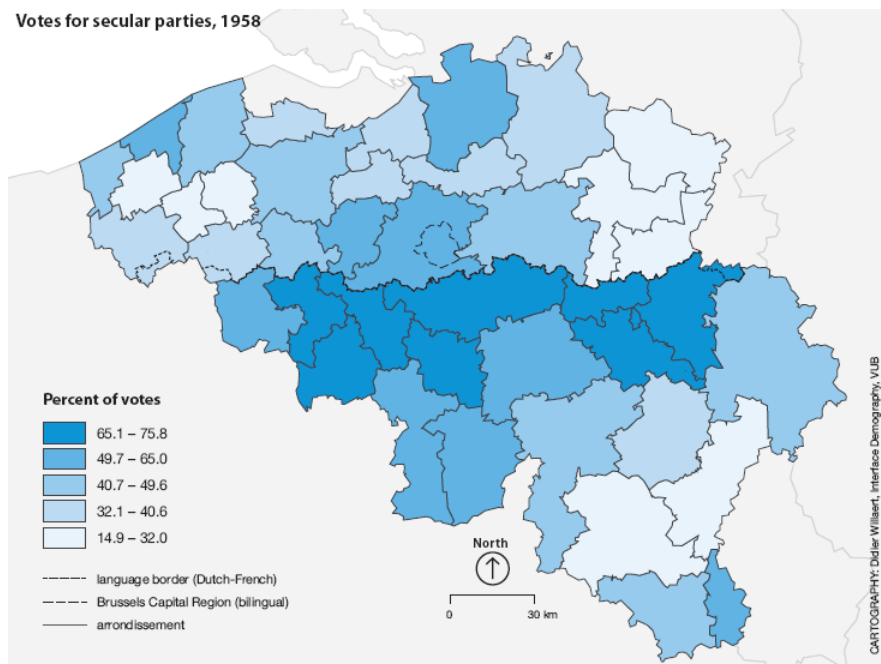 Votes for secular parties, 1958
Percent of votes
65.1 – 75.8
49.7 – 65.0
40.7 – 49.6
32.1 – 40.6
14.9 – 32.0
language border (Dutch-French)
Brussels Capital Region (bilingual)
arrondissement
North
0 30 km
CARTOGRAPHY: Didier Willaert, Interface Demography, VUB